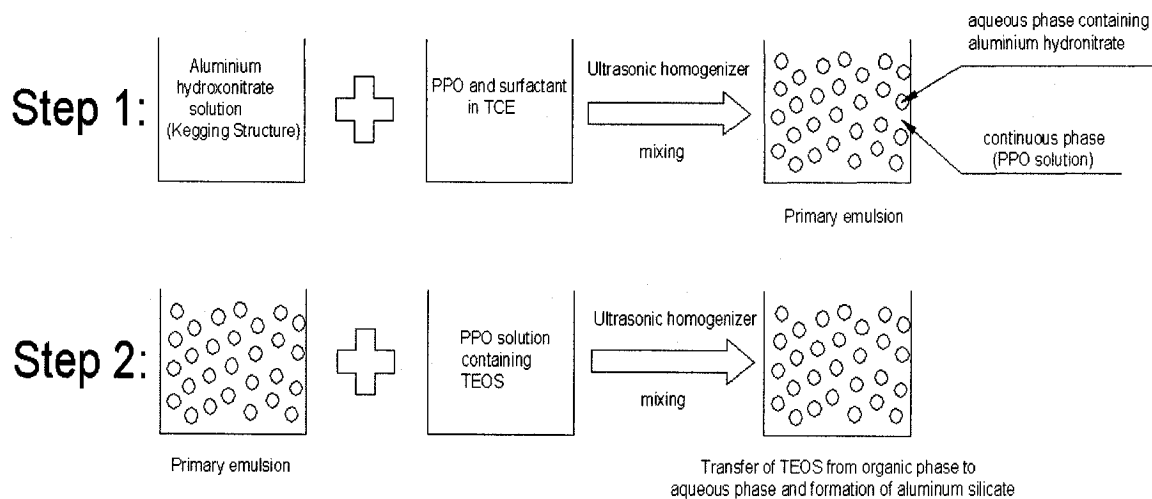 Step 1:
Aluminium
hydroxonitrate
solution
(Kegging Structure)
PPO and surfactant
in TCE
Ultrasonic homogenizer
mixing
aqueous phase containing
aluminium hydronitrate
continuous phase
(PPO solution)
Primary emulsion
Step 2:
Primary emulsion
PPO solution
containing
TEOS
Ultrasonic homogenizer
mixing
Transfer of TEOS from organic phase to
aqueous phase and formation of aluminum silicate